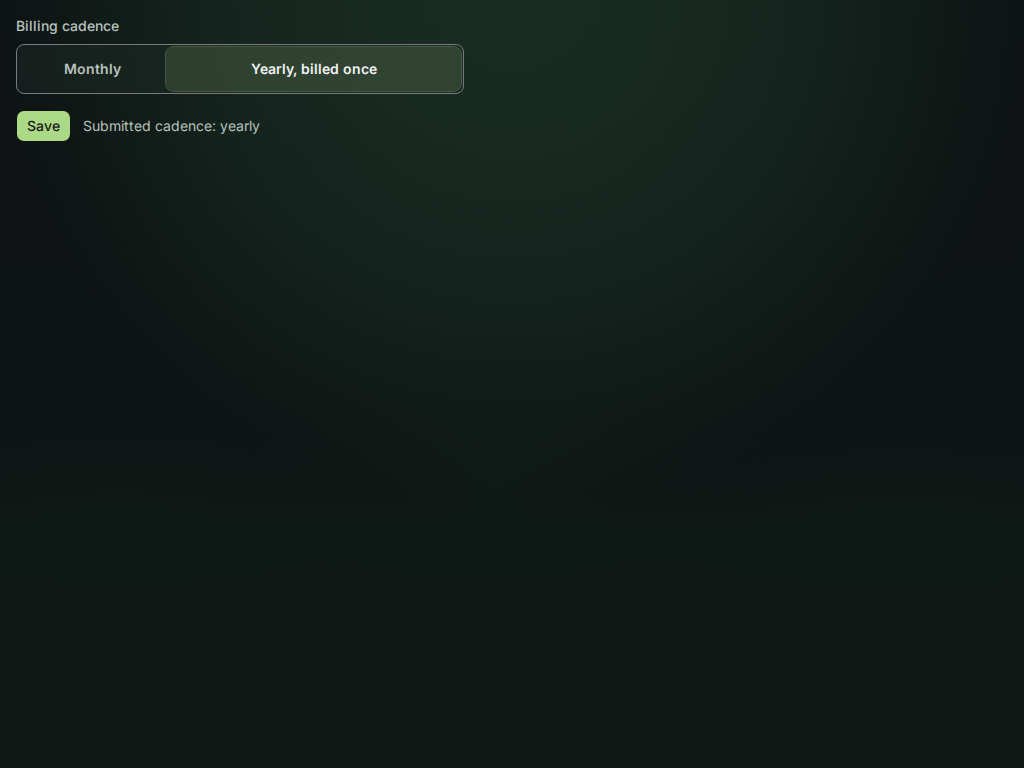 Billing cadence
Monthly
Yearly, billed once
Save
Submitted cadence: yearly